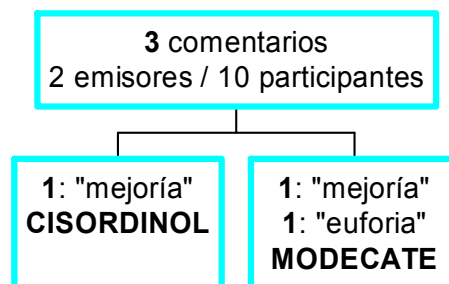 3 comentarios
2 emisores / 10 participantes
1: "mejoría"
CISORDINOL
1: "mejoría"
1: "euforia"
MODECATE